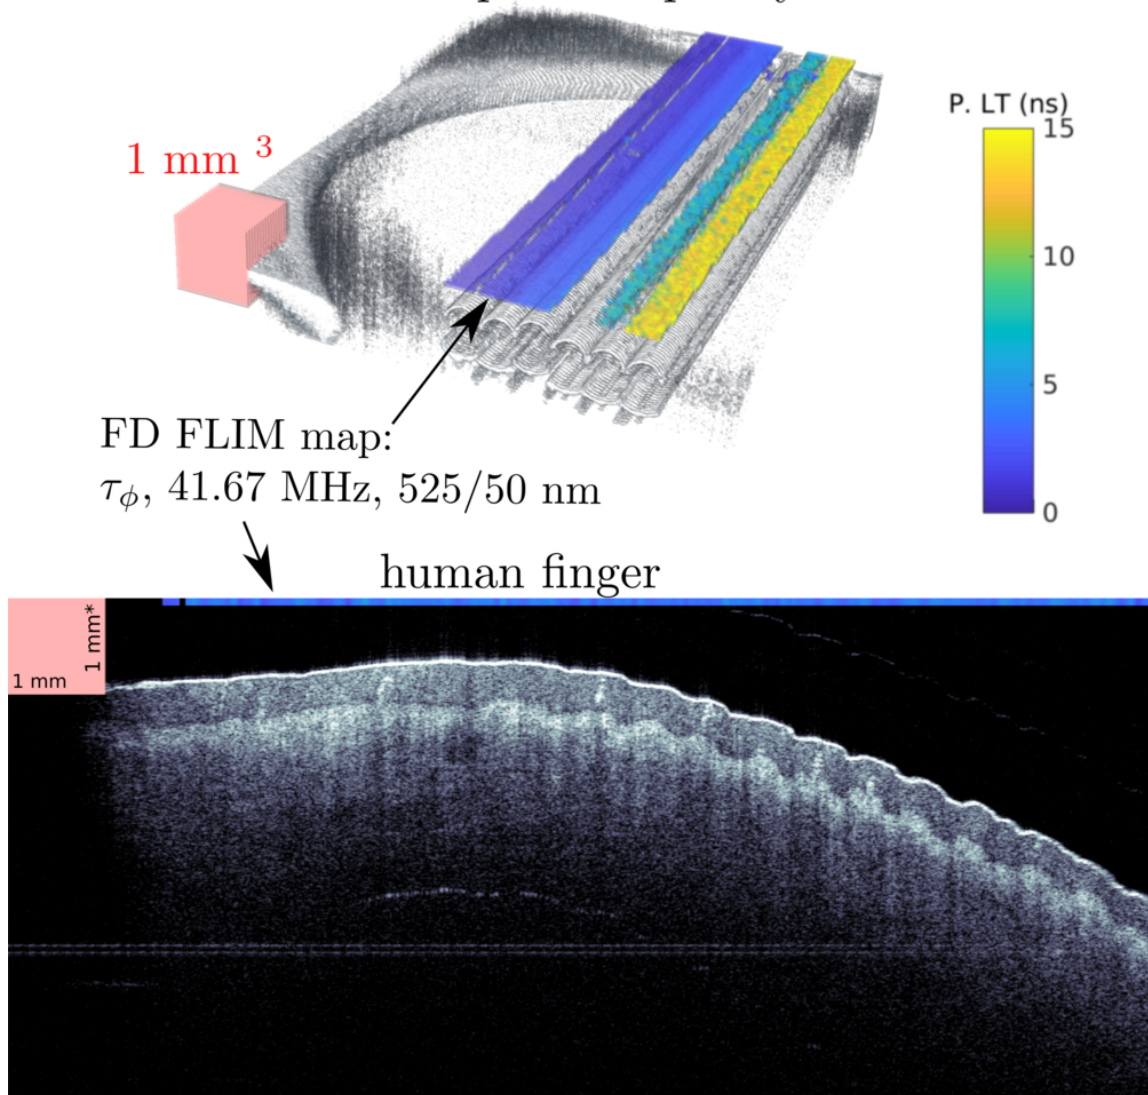 P. LT (ns)
15
10
5
0
1 mm ³
FD FLIM map:
τϕ, 41.67 MHz, 525/50 nm
human finger
1 mm*
1 mm